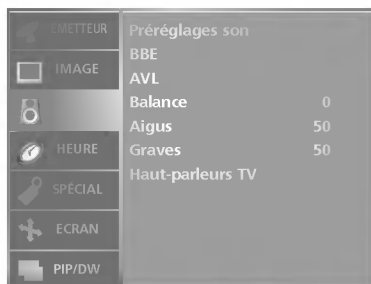 EMETTEUR
IMAGE
HEURE
SPÉCIAL
ECRAN
PIP/DW
Préréglages son
BBE
AVL
Balance 0
Aigus 50
Graves 50
Haut-parleurs TV